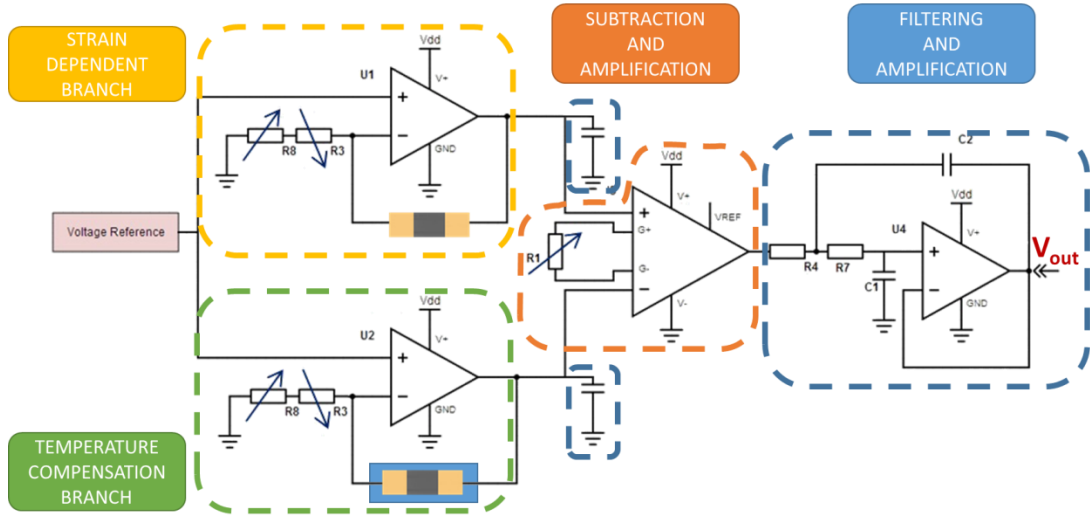 STRAIN
DEPENDENT
BRANCH
SUBTRACTION
AND
AMPLIFICATION
FILTERING
AND
AMPLIFICATION
Vdd
U1
V+
+
−
R8
R3
GND
Voltage Reference
Vdd
V+
VREF
+
G+
R1
G-
−
V-
C2
Vdd
U4
V+
+
−
GND
R4
R7
C1
Vout
Vdd
U2
V+
+
−
R8
R3
GND
TEMPERATURE
COMPENSATION
BRANCH